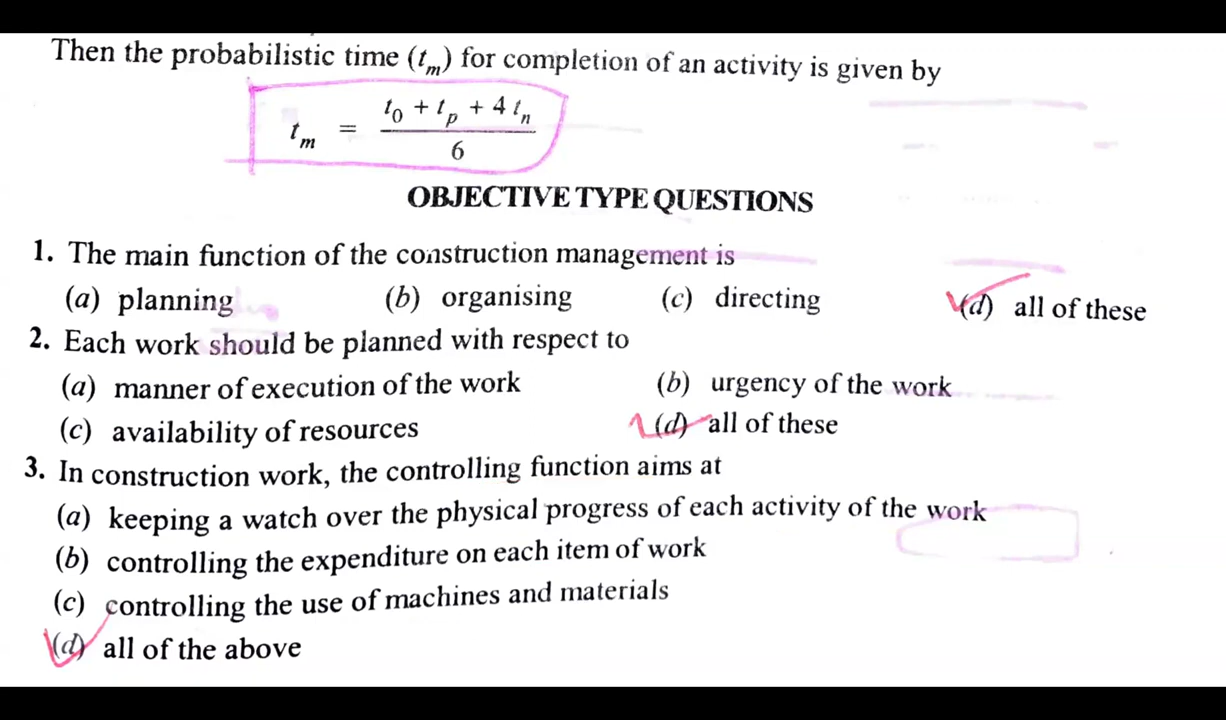 Then the probabilistic time (tm) for completion of an activity is given by
tm = (t0 + tp + 4 tn) / 6
OBJECTIVE TYPE QUESTIONS
1. The main function of the construction management is
(a) planning (b) organising (c) directing (d) all of these
2. Each work should be planned with respect to
(a) manner of execution of the work (b) urgency of the work
(c) availability of resources (d) all of these
3. In construction work, the controlling function aims at
(a) keeping a watch over the physical progress of each activity of the work
(b) controlling the expenditure on each item of work
(c) controlling the use of machines and materials
(d) all of the above